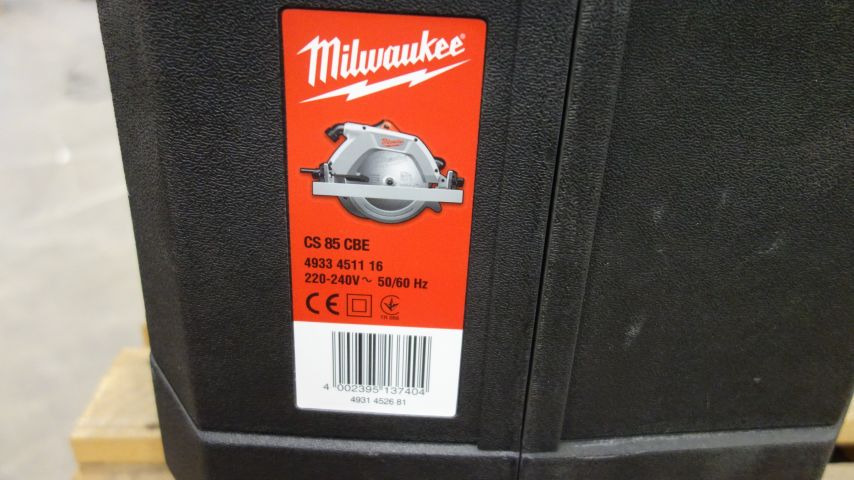 Milwaukee
Milwaukee
CS 85 CBE
4933 4511 16
220-240V ~ 50/60 Hz
CE
4 002395 137404
4931 4526 81